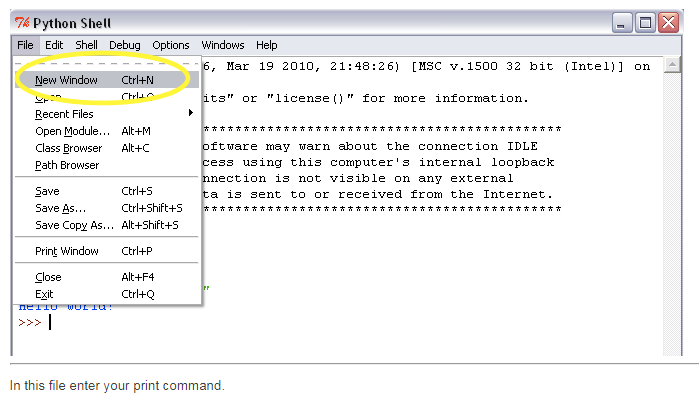 Python Shell
File Edit Shell Debug Options Windows Help
New Window Ctrl+N
Open... Ctrl+O
Recent Files
Open Module... Alt+M
Class Browser Alt+C
Path Browser
Save Ctrl+S
Save As... Ctrl+Shift+S
Save Copy As... Alt+Shift+S
Print Window Ctrl+P
Close Alt+F4
Exit Ctrl+Q
6, Mar 19 2010, 21:48:26) [MSC v.1500 32 bit (Intel)] on
its" or "license()" for more information.
************************************************
oftware may warn about the connection IDLE
cess using this computer's internal loopback
nnection is not visible on any external
ta is sent to or received from the Internet.
************************************************
"
Hello World!
>>>
In this file enter your print command.